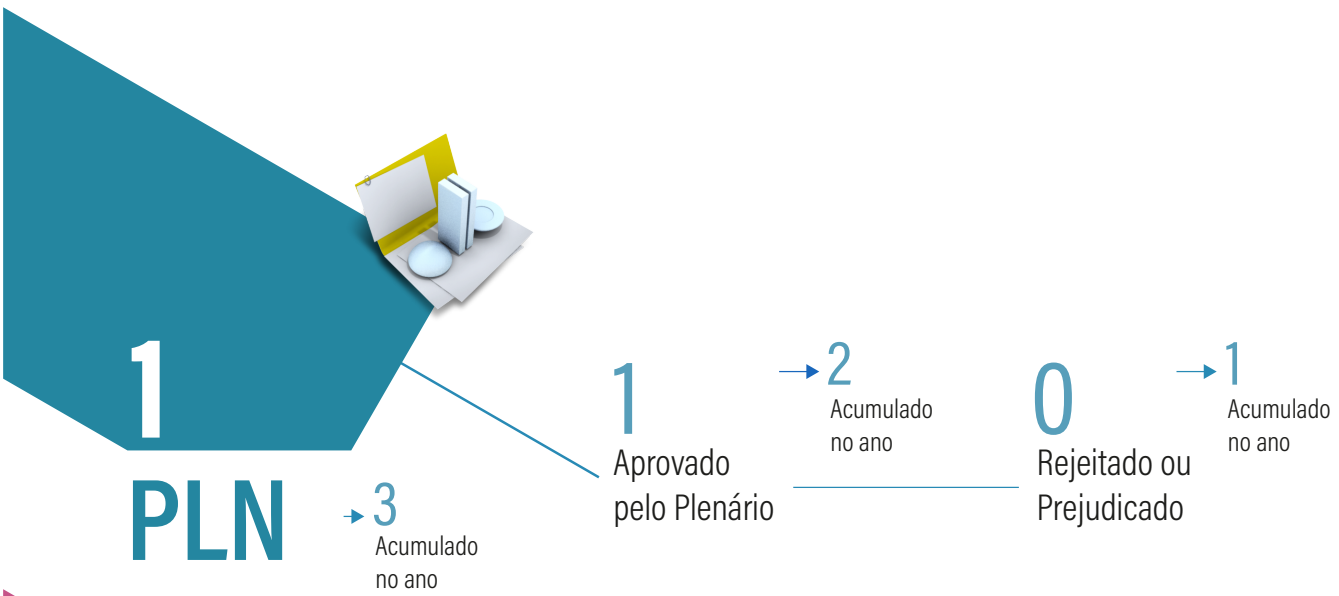 1
PLN
3
Acumulado
no ano
1
Aprovado
pelo Plenário
2
Acumulado
no ano
0
Rejeitado ou
Prejudicado
1
Acumulado
no ano